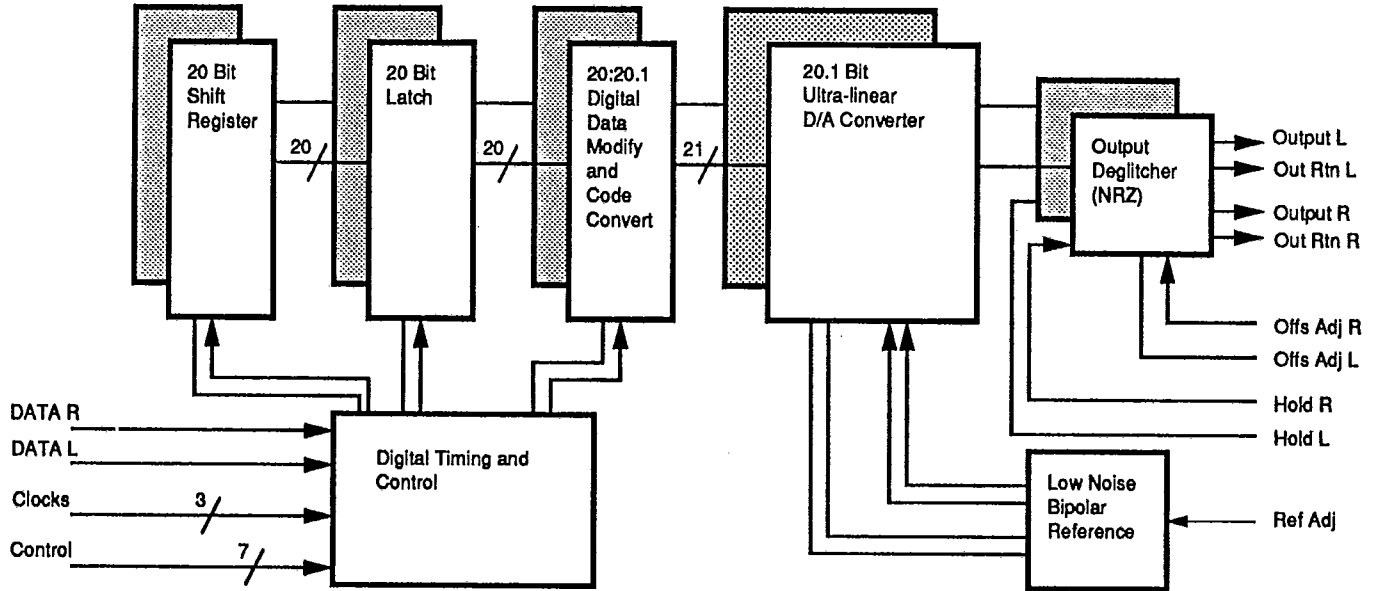 20 Bit
Shift
Register
20
20 Bit
Latch
20
20:20.1
Digital
Data
Modify
and
Code
Convert
21
20.1 Bit
Ultra-linear
D/A Converter
Output
Deglitcher
(NRZ)
Output L
Out Rtn L
Output R
Out Rtn R
Offs Adj R
Offs Adj L
Hold R
Hold L
DATA R
DATA L
Clocks
3
Control
7
Digital Timing and
Control
Low Noise
Bipolar
Reference
Ref Adj